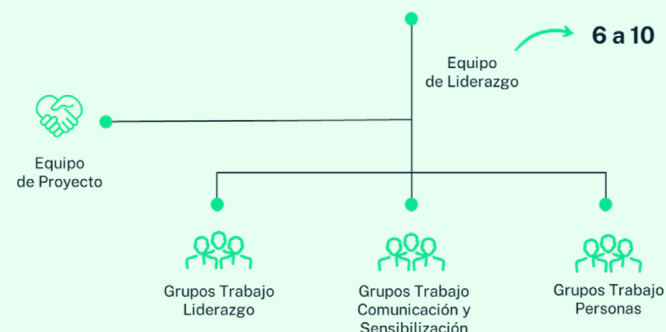 6 a 10
Equipo
de Liderazgo
Equipo
de Proyecto
Grupos Trabajo
Liderazgo
Grupos Trabajo
Comunicación y
Sensibilización
Grupos Trabajo
Personas